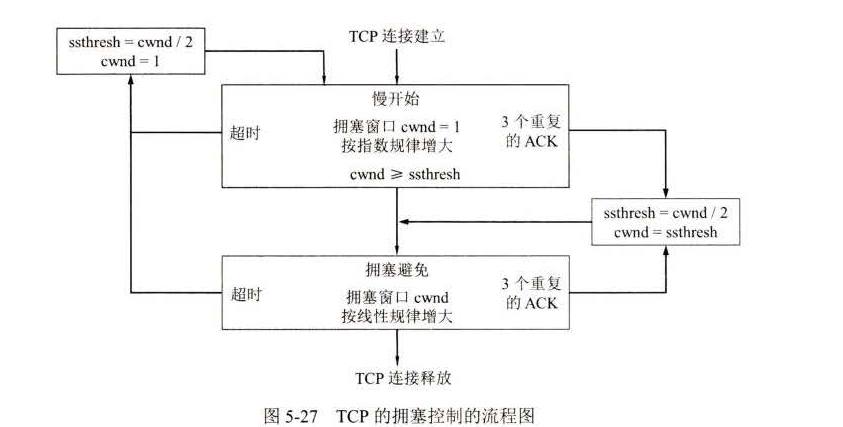 TCP 连接建立
ssthresh = cwnd / 2
cwnd = 1
慢开始
超时
拥塞窗口 cwnd = 1
按指数规律增大
3 个重复
的 ACK
cwnd ≥ ssthresh
ssthresh = cwnd / 2
cwnd = ssthresh
拥塞避免
超时
拥塞窗口 cwnd
按线性规律增大
3 个重复
的 ACK
TCP 连接释放
图 5-27 TCP 的拥塞控制的流程图